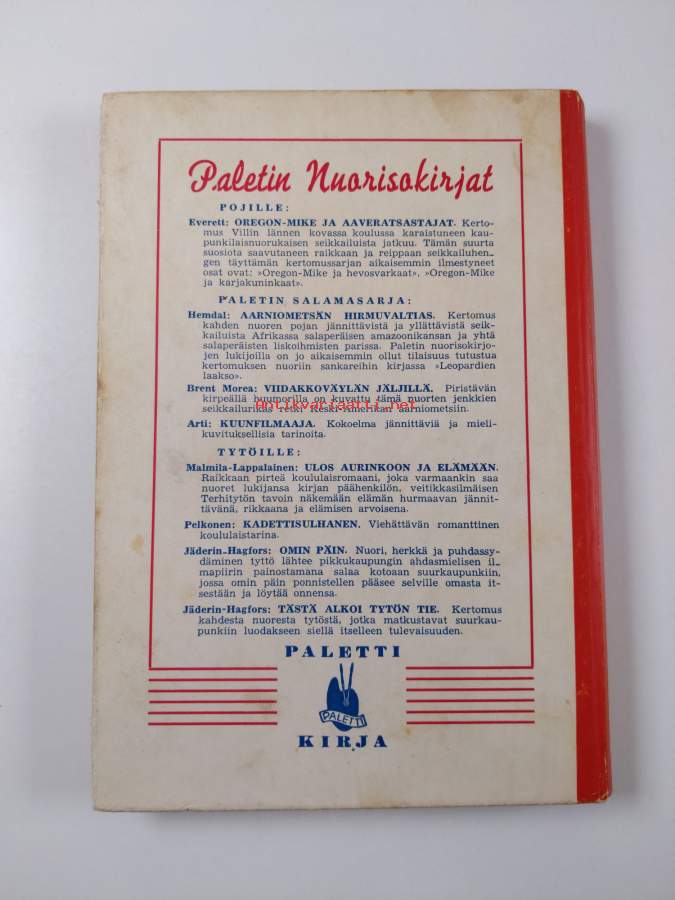 Paletin Nuorisokirjat
POJILLE:
Everett: OREGON-MIKE JA AAVERATSASTAJAT. Kerto-
mus Villin lännen kovassa koulussa karaistuneen kau-
punkilaisnuorukaisen seikkailuista jatkuu. Tämän suurta
suosiota saavutaneen raikkaan ja reippaan seikkailuhen-
gen täyttämän kertomussarjan aikaisemmin ilmestyneet
osat ovat: »Oregon-Mike ja hevosvarkaat», »Oregon-Mike
ja karjakuninkaat».
PALETIN SALAMASARJA:
Hemdal: AARNIOMETSÄN HIRMUVALTIAS. Kertomus
kahden nuoren pojan jännittävistä ja yllättävistä seik-
kailuista Afrikassa salaperäisen amazoonikansan ja yhtä
salaperäisten liskoihmisten parissa. Paletin nuorisokirjo-
jen lukijoilla on jo aikaisemmin ollut tilaisuus tutustua
kertomuksen nuoriin sankareihin kirjassa »Leopardien
laakso».
Brent Morea: VIIDAKKOVÄYLÄN JÄLJILLÄ. Piristävän
kirpeällä huumorilla on kuvattu tämä nuorten jenkkien
seikkailurikas retki Keski-Amerikan aarniometsiin.
antikvariaatti.net
Arti: KUUNFILMAAJA. Kokoelma jännittäviä ja mieli-
kuvituksellisia tarinoita.
TYTÖILLE:
Malmila-Lappalainen: ULOS AURINKOON JA ELÄMÄÄN.
Raikkaan pirteä koululaisromaani, joka varmaankin saa
nuoret lukijansa kirjan päähenkilön, veitikkasilmäisen
Terhitytön tavoin näkemään elämän hurmaavan jännit-
tävänä, rikkaana ja elämisen arvoisena.
Pelkonen: KADETTISULHANEN. Viehättävän romanttinen
koululaistarina.
Jäderin-Hagfors: OMIN PÄIN. Nuori, herkkä ja puhdassy-
däminen tyttö lähtee pikkukaupungin ahdasmielisen il-
mapiirin painostamana salaa kotoaan suurkaupunkiin,
jossa omin päin ponnistellen pääsee selville omasta it-
sestään ja löytää onnensa.
Jäderin-Hagfors: TÄSTÄ ALKOI TYTÖN TIE. Kertomus
kahdesta nuoresta tytöstä, jotka matkustavat suurkau-
punkiin luodakseen siellä itselleen tulevaisuuden.
PALETTI
PALETTI
KIRJA